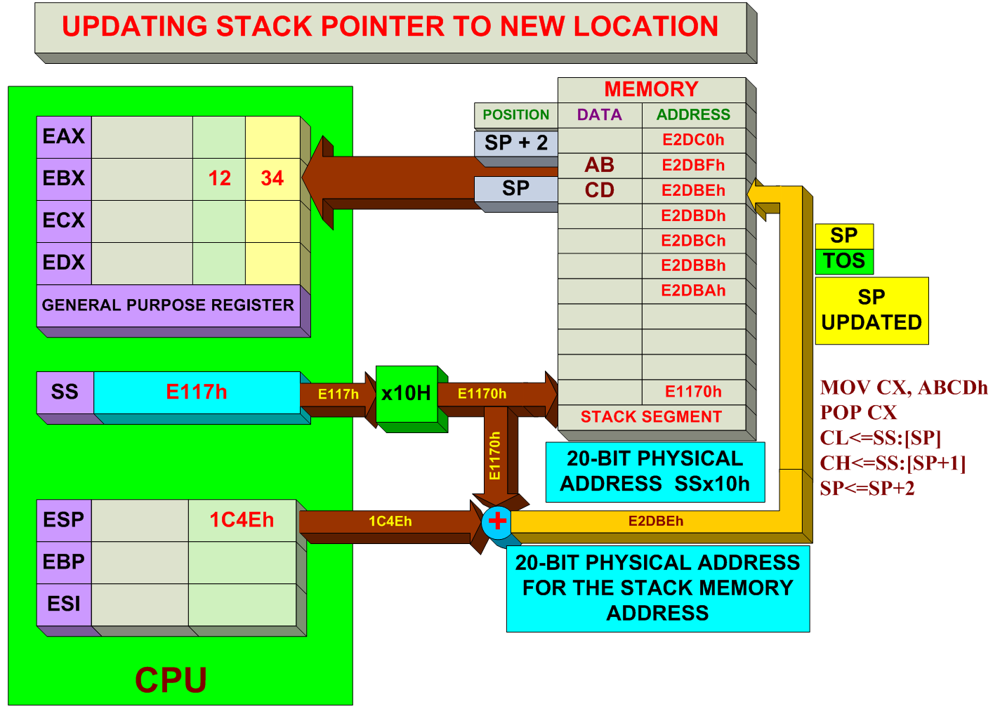 UPDATING STACK POINTER TO NEW LOCATION
MEMORY
POSITION DATA ADDRESS
SP + 2 E2DC0h
AB E2DBFh
SP CD E2DBEh
E2DBDh
E2DBCh
E2DBBh
E2DBAh
E1170h
STACK SEGMENT
EAX
EBX 12 34
ECX
EDX
GENERAL PURPOSE REGISTER
SS E117h
E117h
x10H
E1170h
E1170h
20-BIT PHYSICAL
ADDRESS SSx10h
SP
TOS
SP
UPDATED
MOV CX, ABCDh
POP CX
CL<=SS:[SP]
CH<=SS:[SP+1]
SP<=SP+2
ESP 1C4Eh
EBP
ESI
1C4Eh
+
E2DBEh
20-BIT PHYSICAL ADDRESS
FOR THE STACK MEMORY
ADDRESS
CPU